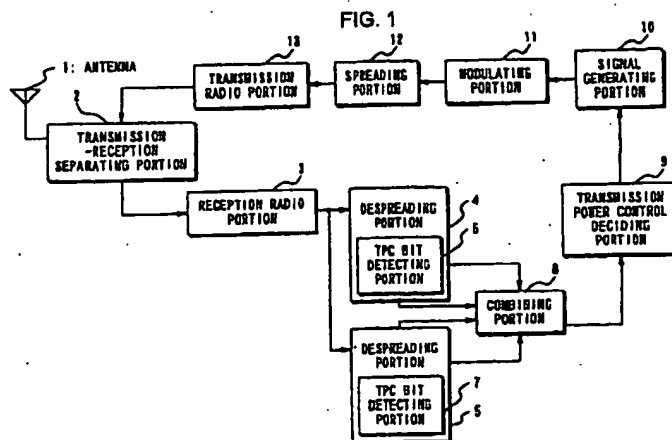 FIG. 1
10
SIGNAL
GENERATING
PORTION
11
MODULATING
PORTION
12
SPREADING
PORTION
13
TRANSMISSION
RADIO PORTION
1: ANTENNA
2
TRANSMISSION
-RECEPTION
SEPARATING PORTION
3
RECEPTION RADIO
PORTION
4
DESPREADING
PORTION
6
TPC BIT
DETECTING
PORTION
8
COMBINING
PORTION
9
TRANSMISSION
POWER CONTROL
DECIDING
PORTION
DESPREADING
PORTION
TPC BIT
DETECTING
PORTION
7
5